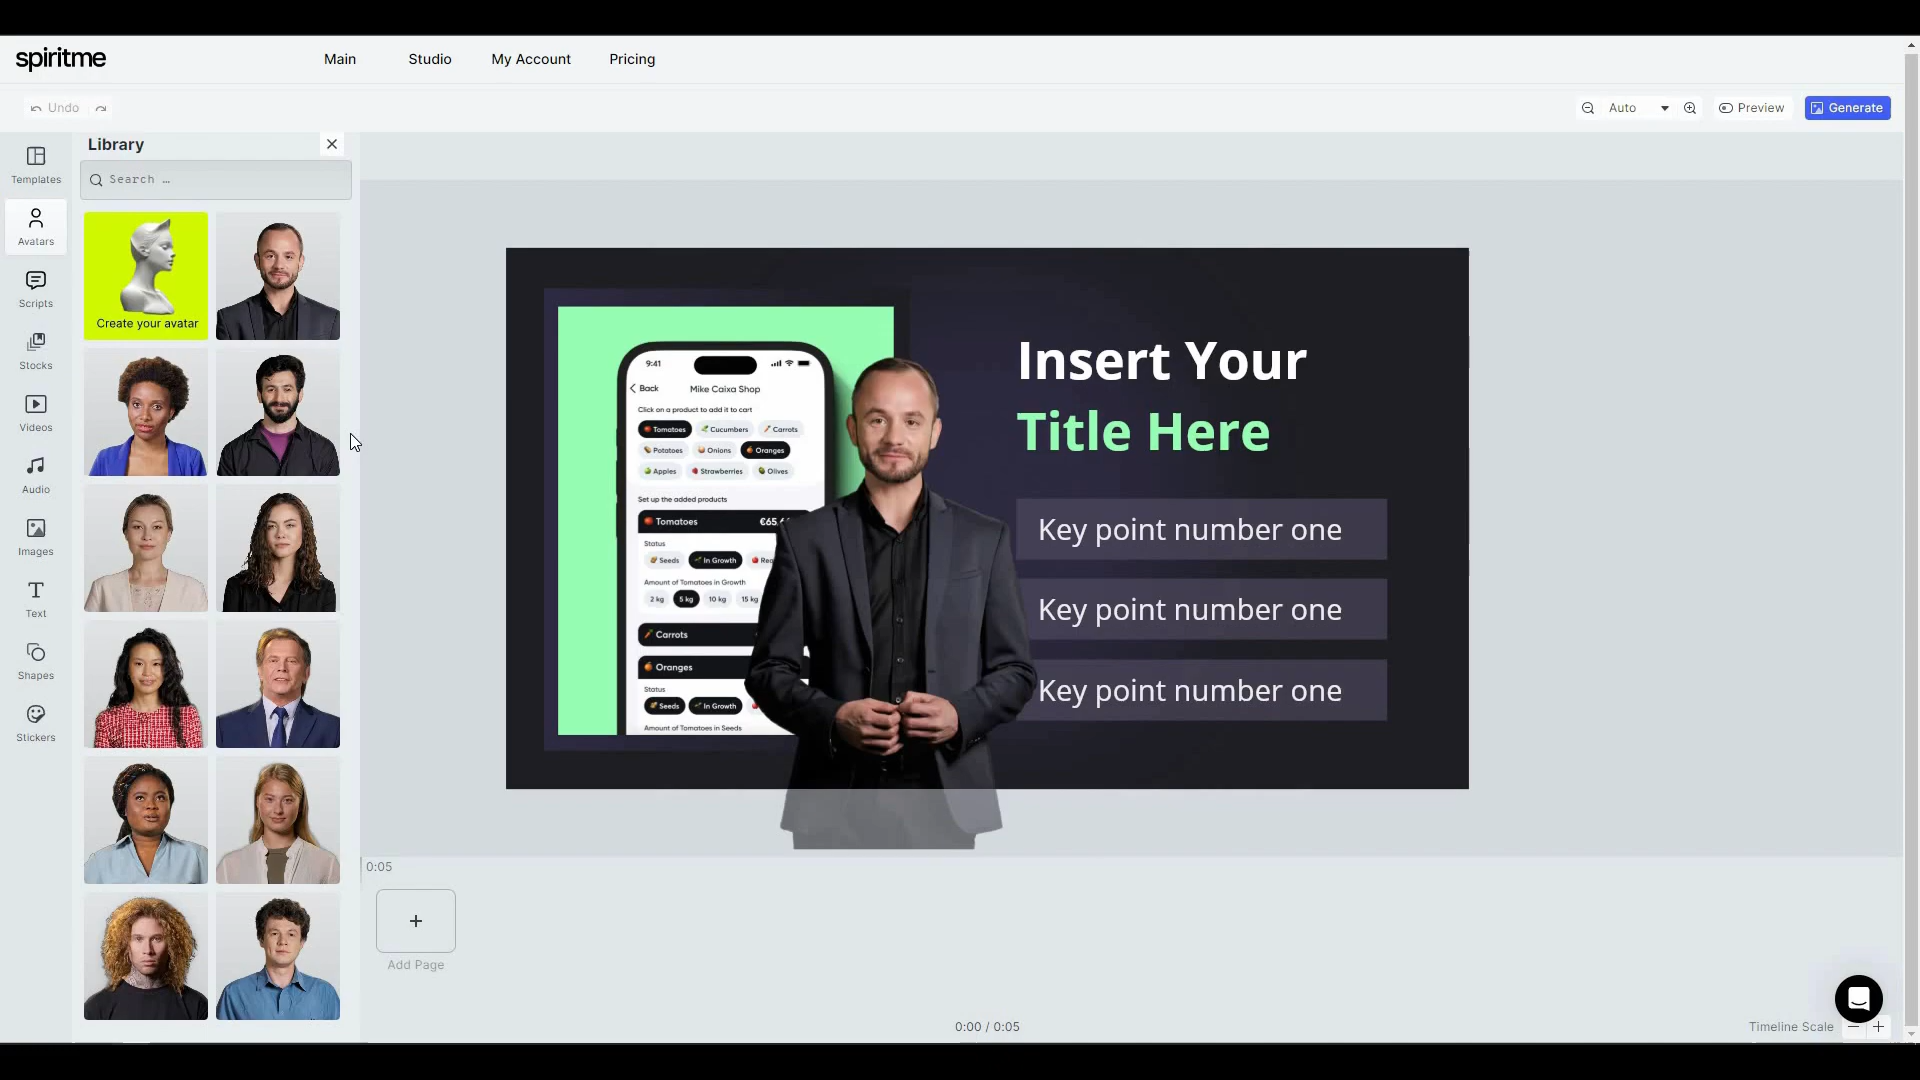 spiritme
Main
Studio
My Account
Pricing
Undo
Auto
Preview
Generate
Library
Search …
Templates
Avatars
Scripts
Stocks
Videos
Audio
Images
Text
Shapes
Stickers
Create your avatar
9:41
Back
Mike Caixa Shop
Click on a product to add it to cart
Tomatoes
Cucumbers
Carrots
Potatoes
Onions
Oranges
Apples
Strawberries
Olives
Set up the added products
Tomatoes
Status
Seeds
In Growth
Amount of Tomatoes in Growth
2 kg
5 kg
10 kg
15 kg
Carrots
Oranges
Status
Seeds
In Growth
Amount of Tomatoes in Seeds
Insert Your
Title Here
Key point number one
Key point number one
Key point number one
0:05
+
Add Page
0:00 / 0:05
Timeline Scale